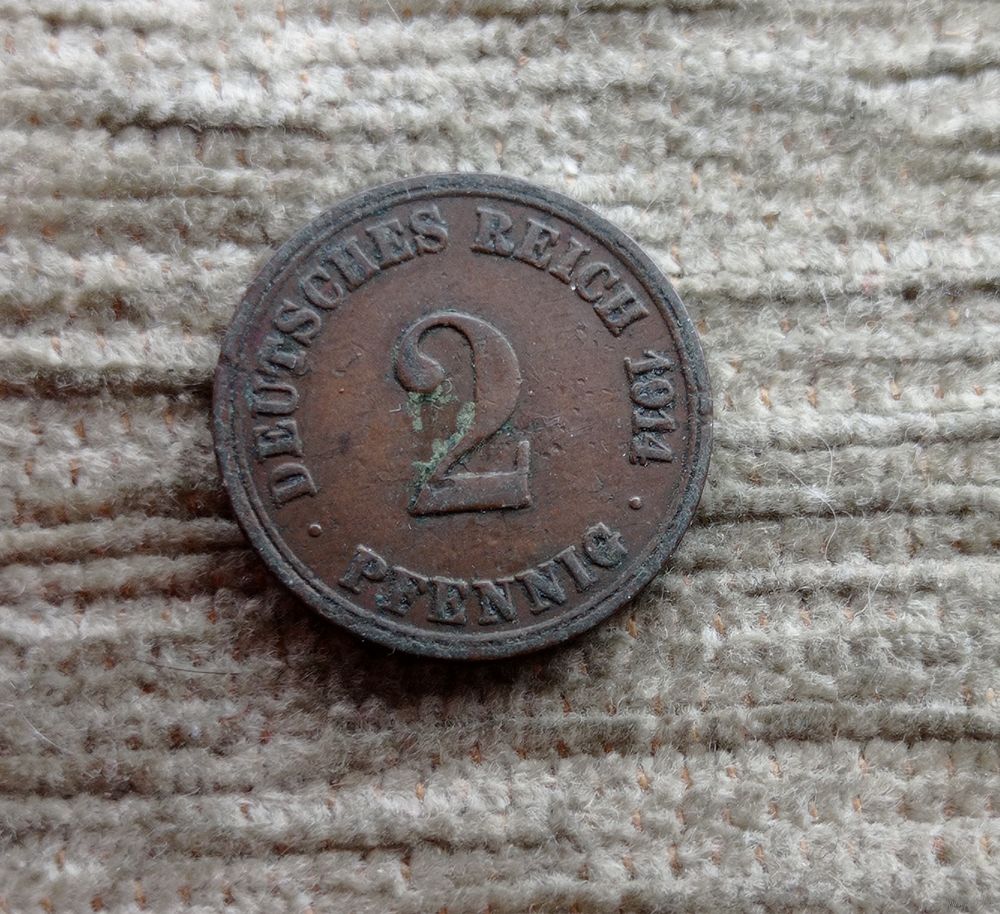 DEUTSCHES REICH 1914
2
PFENNIG